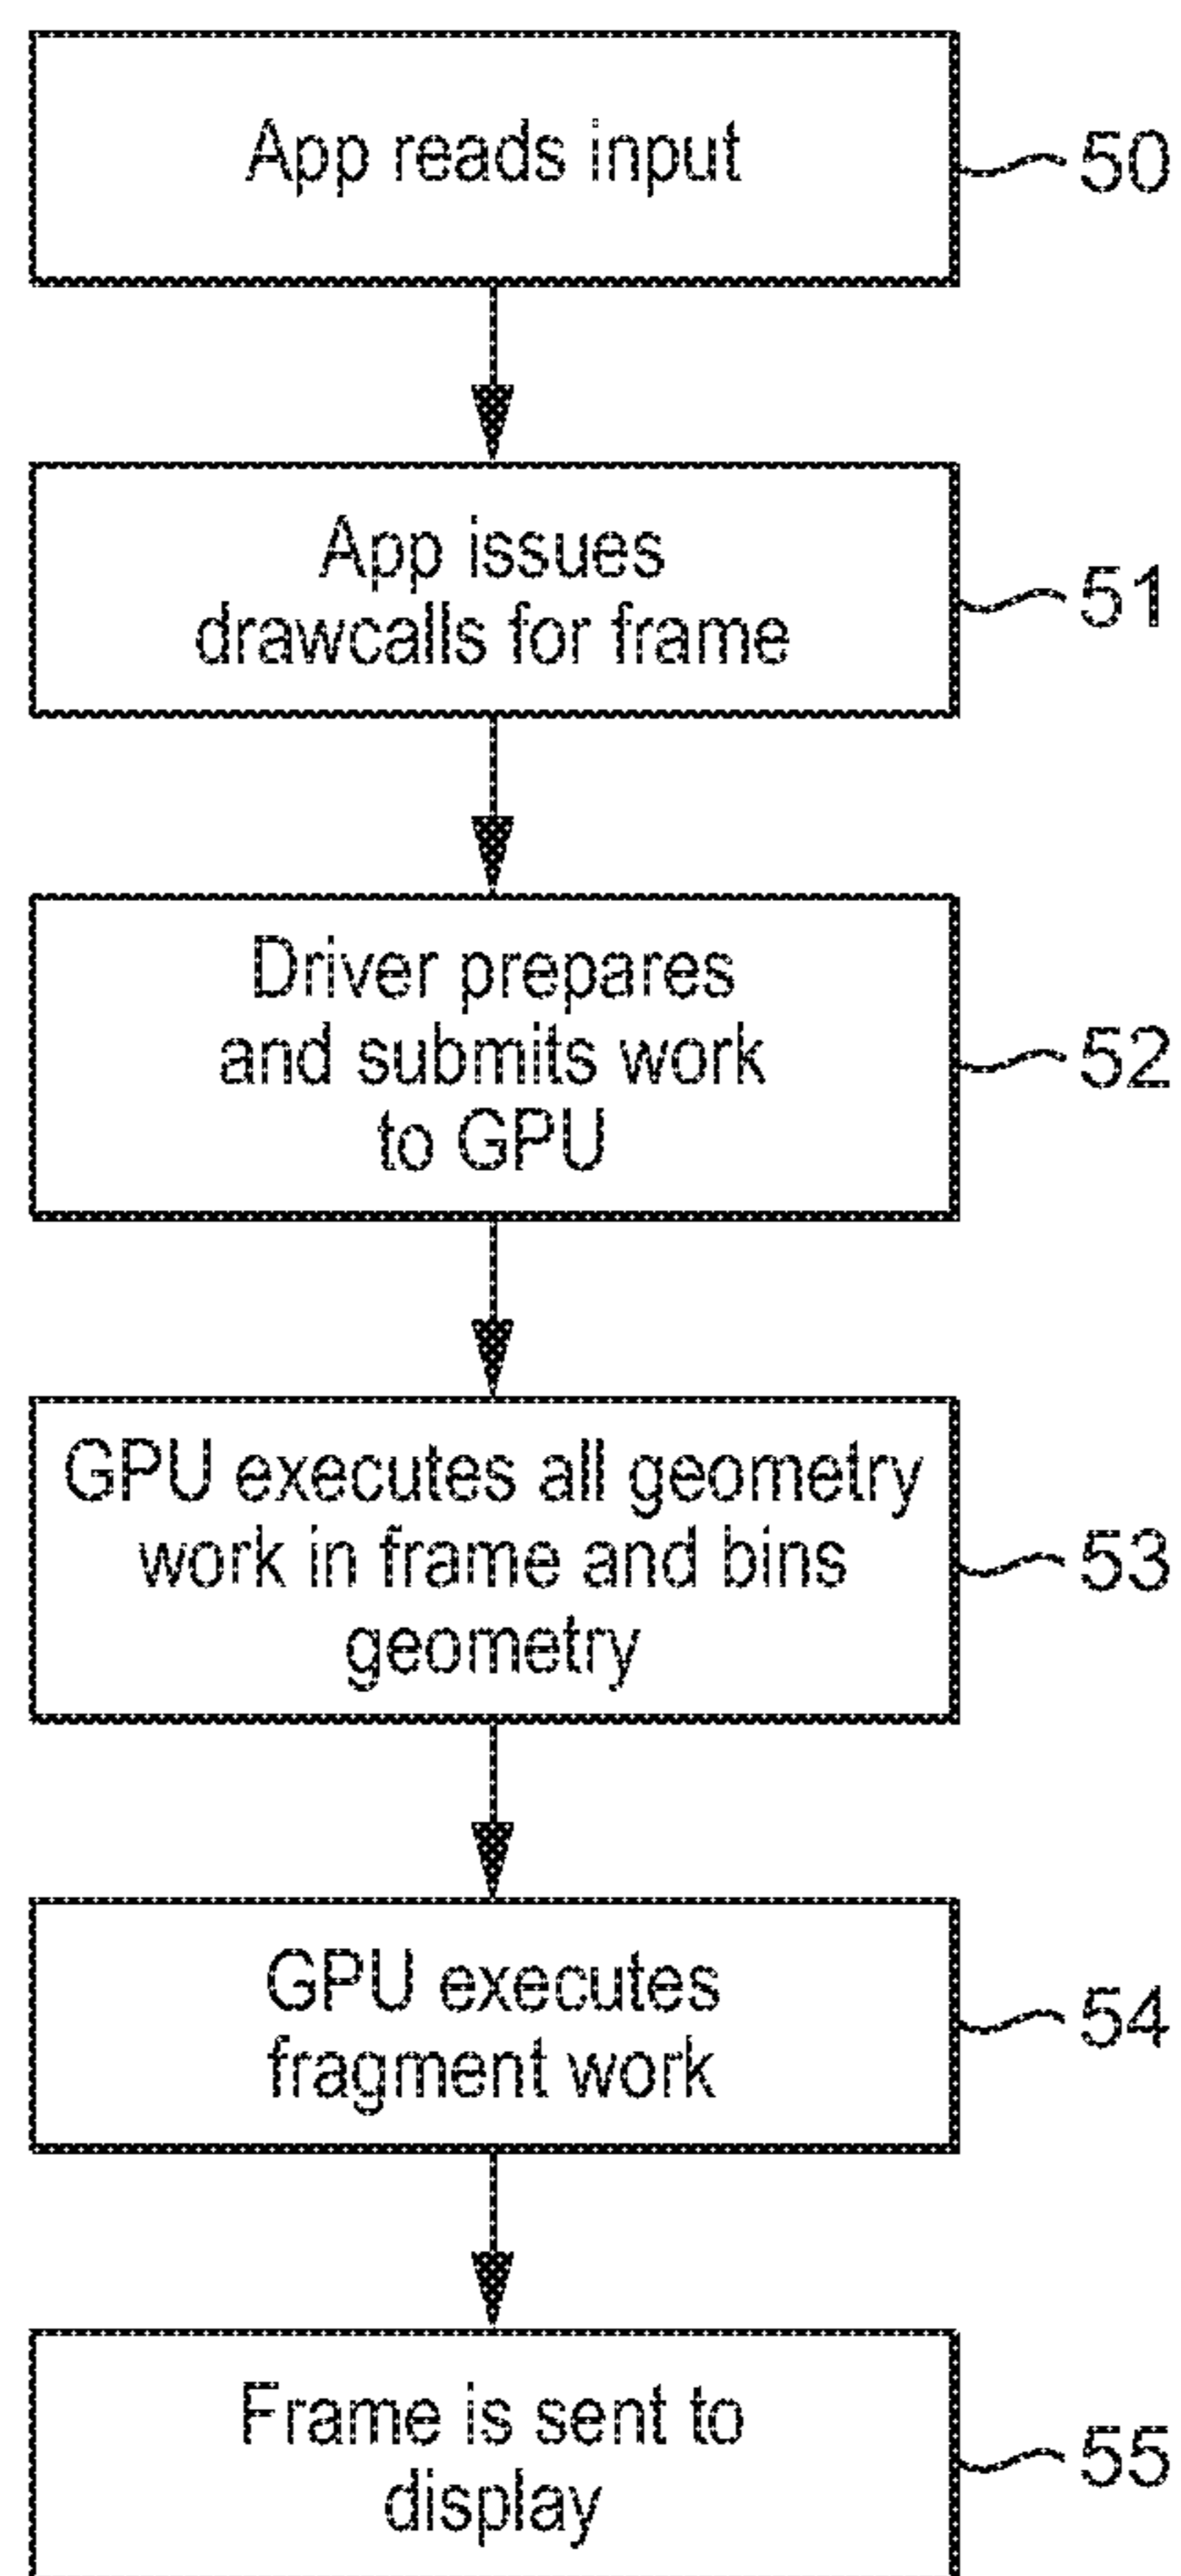 App reads input
50
App issues
drawcalls for frame
51
Driver prepares
and submits work
to GPU
52
GPU executes all geometry
work in frame and bins
geometry
53
GPU executes
fragment work
54
Frame is sent to
display
55